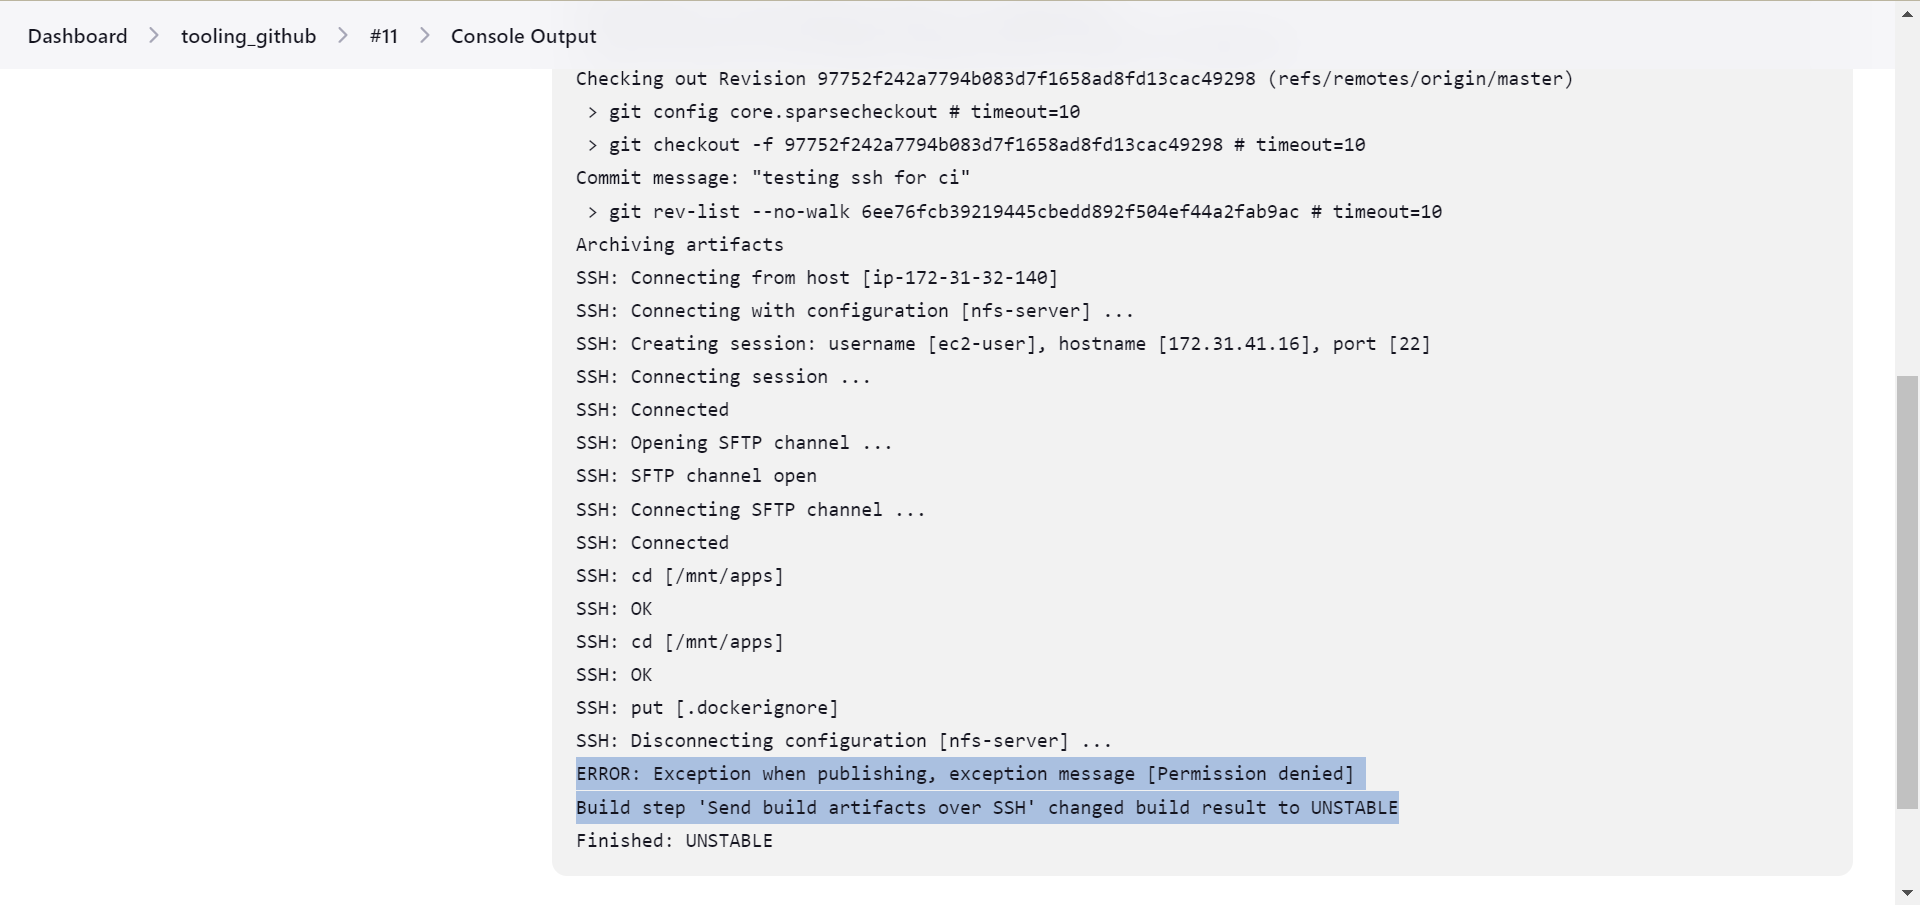 Dashboard > tooling_github > #11 > Console Output
Checking out Revision 97752f242a7794b083d7f1658ad8fd13cac49298 (refs/remotes/origin/master)
 > git config core.sparsecheckout # timeout=10
 > git checkout -f 97752f242a7794b083d7f1658ad8fd13cac49298 # timeout=10
Commit message: "testing ssh for ci"
 > git rev-list --no-walk 6ee76fcb39219445cbedd892f504ef44a2fab9ac # timeout=10
Archiving artifacts
SSH: Connecting from host [ip-172-31-32-140]
SSH: Connecting with configuration [nfs-server] ...
SSH: Creating session: username [ec2-user], hostname [172.31.41.16], port [22]
SSH: Connecting session ...
SSH: Connected
SSH: Opening SFTP channel ...
SSH: SFTP channel open
SSH: Connecting SFTP channel ...
SSH: Connected
SSH: cd [/mnt/apps]
SSH: OK
SSH: cd [/mnt/apps]
SSH: OK
SSH: put [.dockerignore]
SSH: Disconnecting configuration [nfs-server] ...
ERROR: Exception when publishing, exception message [Permission denied]
Build step 'Send build artifacts over SSH' changed build result to UNSTABLE
Finished: UNSTABLE